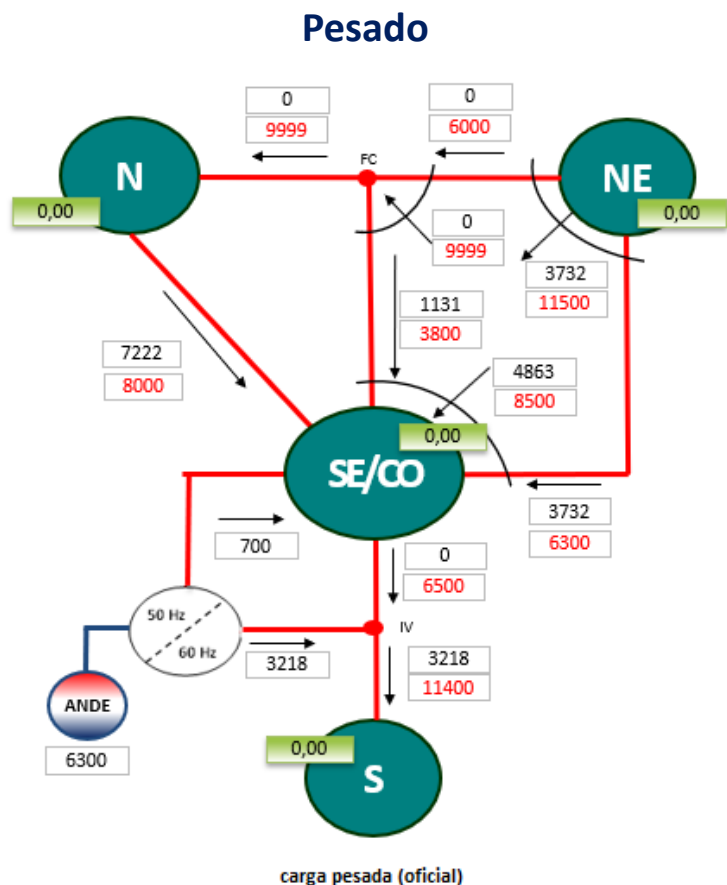 Pesado
0
9999
0
6000
FC
N
NE
0,00
0,00
0
9999
3732
11500
1131
3800
7222
8000
4863
8500
0,00
SE/CO
3732
6300
700
0
6500
50 Hz
60 Hz
IV
3218
3218
11400
ANDE
6300
0,00
S
carga pesada (oficial)